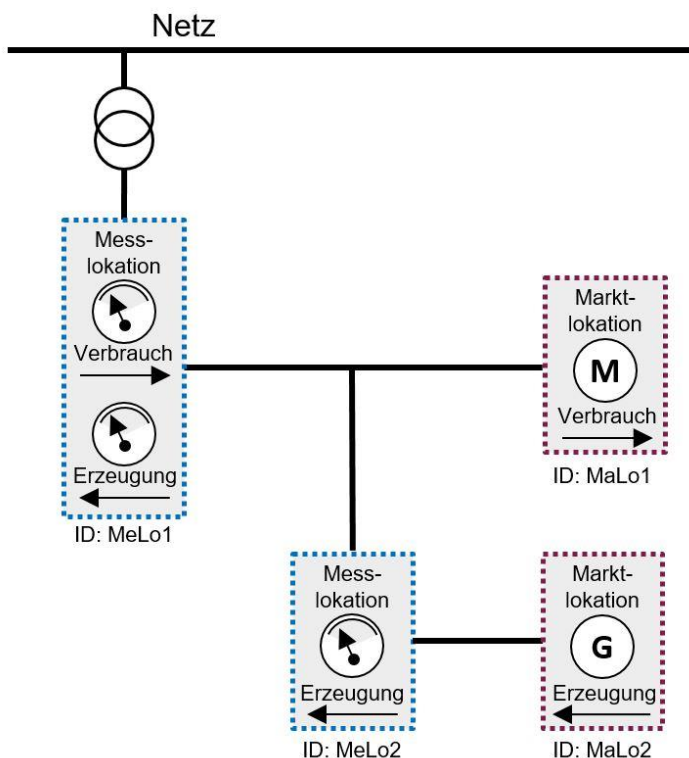 Netz
Mess-
lokation
Verbrauch
Erzeugung
ID: MeLo1
Markt-
lokation
M
Verbrauch
ID: MaLo1
Mess-
lokation
Erzeugung
ID: MeLo2
Markt-
lokation
G
Erzeugung
ID: MaLo2